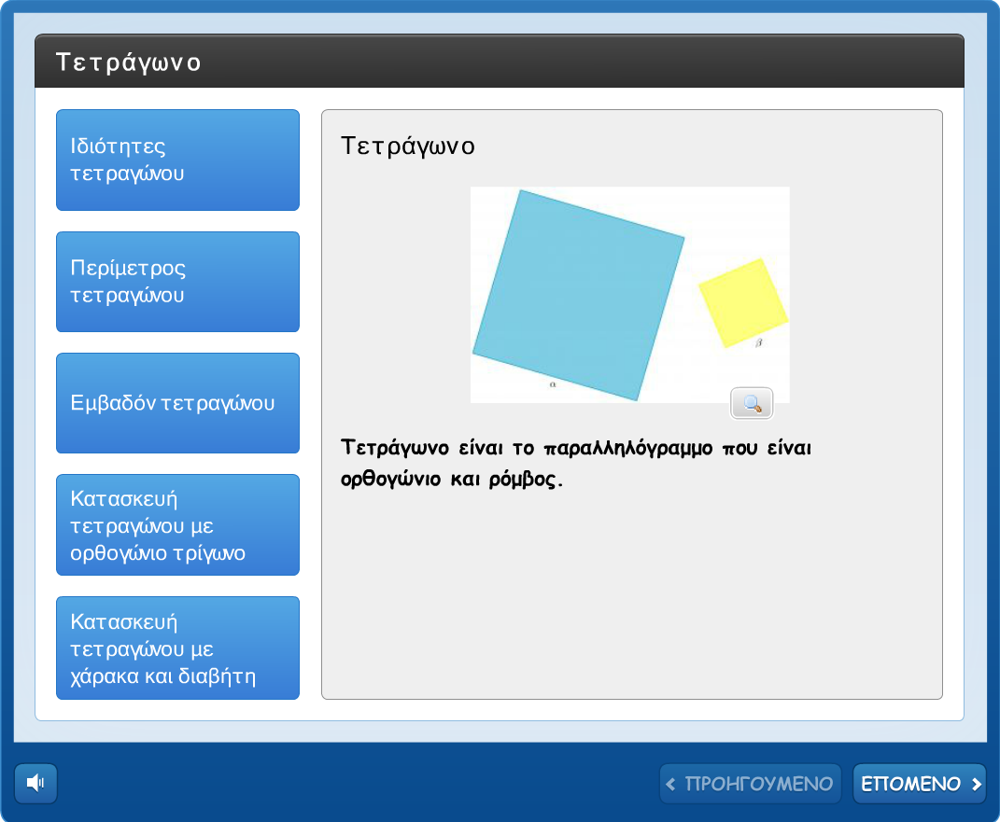 Τετράγωνο
Ιδιότητες
τετραγώνου
Περίμετρος
τετραγώνου
Εμβαδόν τετραγώνου
Κατασκευή
τετραγώνου με
ορθογώνιο τρίγωνο
Κατασκευή
τετραγώνου με
χάρακα και διαβήτη
Τετράγωνο
α
β
Τετράγωνο είναι το παραλληλόγραμμο που είναι
ορθογώνιο και ρόμβος.
ΠΡΟΗΓΟΥΜΕΝΟ
ΕΠΟΜΕΝΟ